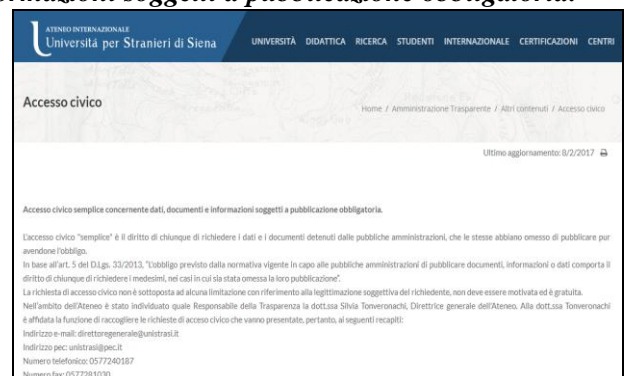 rmazioni soggetti a pubblicazione obbligatoria.
ATENEO INTERNAZIONALE
Università per Stranieri di Siena
UNIVERSITÀ DIDATTICA RICERCA STUDENTI INTERNAZIONALE CERTIFICAZIONI CENTRI
Accesso civico
Home / Amministrazione Trasparente / Altri contenuti / Accesso civico
Ultimo aggiornamento: 8/2/2017
Accesso civico semplice concernente dati, documenti e informazioni soggetti a pubblicazione obbligatoria.
L'accesso civico "semplice" è il diritto di chiunque di richiedere i dati e i documenti detenuti dalle pubbliche amministrazioni, che le stesse abbiano omesso di pubblicare pur
avendone l'obbligo.
In base all'art. 5 del D.Lgs. 33/2013, "L'obbligo previsto dalla normativa vigente in capo alle pubbliche amministrazioni di pubblicare documenti, informazioni o dati comporta il
diritto di chiunque di richiedere i medesimi, nei casi in cui sia stata omessa la loro pubblicazione".
La richiesta di accesso civico non è sottoposta ad alcuna limitazione con riferimento alla legittimazione soggettiva del richiedente, non deve essere motivata ed è gratuita.
Nell'ambito dell'Ateneo è stato individuato quale Responsabile della Trasparenza la dott.ssa Silvia Tonveronachi, Direttrice generale dell'Ateneo. Alla dott.ssa Tonveronachi
è affidata la funzione di raccogliere le richieste di acceso civico che vanno presentate, pertanto, ai seguenti recapiti:
Indirizzo e-mail: direttoregenerale@unistrasi.it
Indirizzo pec: unistrasi@pec.it
Numero telefonico: 0577240187
Numero fax: 0577281030